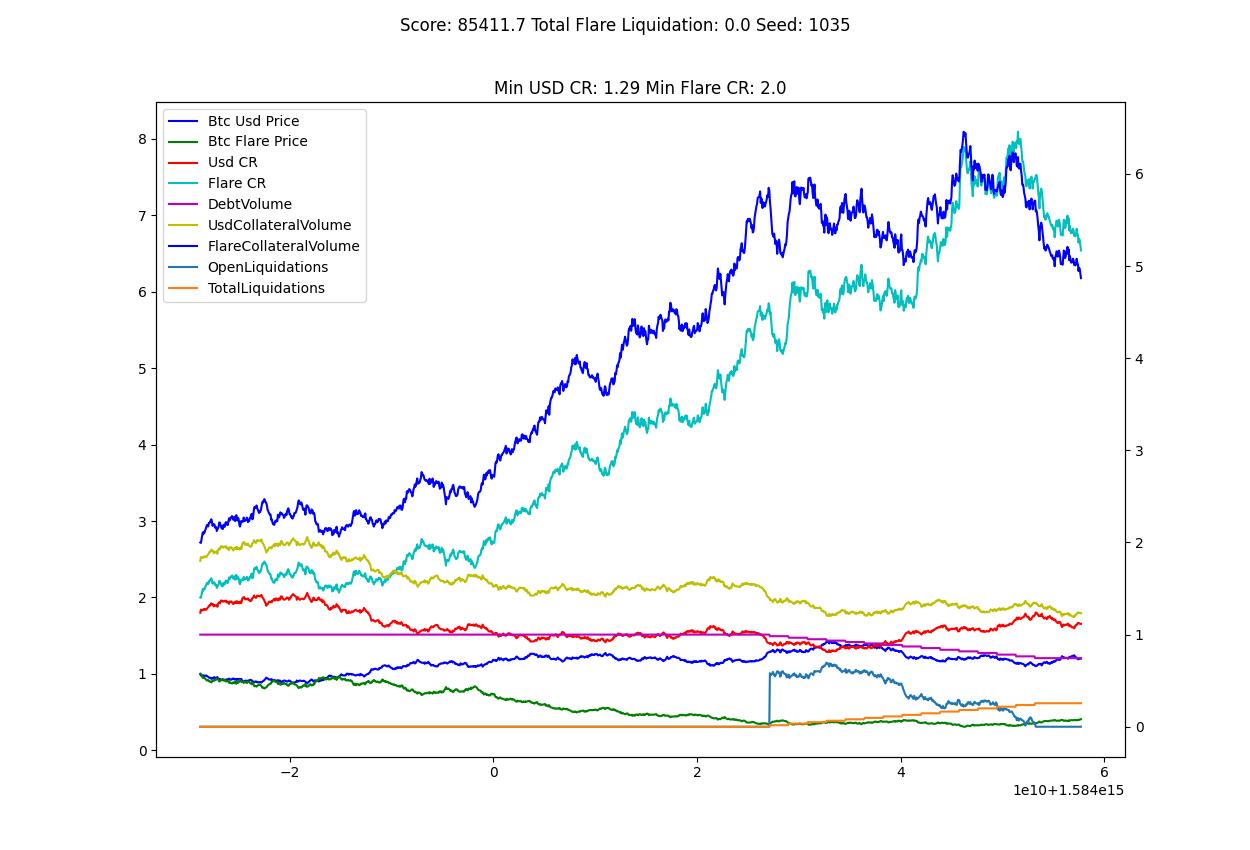 Score: 85411.7 Total Flare Liquidation: 0.0 Seed: 1035
Min USD CR: 1.29 Min Flare CR: 2.0
Btc Usd Price
Btc Flare Price
Usd CR
Flare CR
DebtVolume
UsdCollateralVolume
FlareCollateralVolume
OpenLiquidations
TotalLiquidations
8
7
6
5
4
3
2
1
0
6
5
4
3
2
1
0
−2
0
2
4
6
1e10+1.584e15